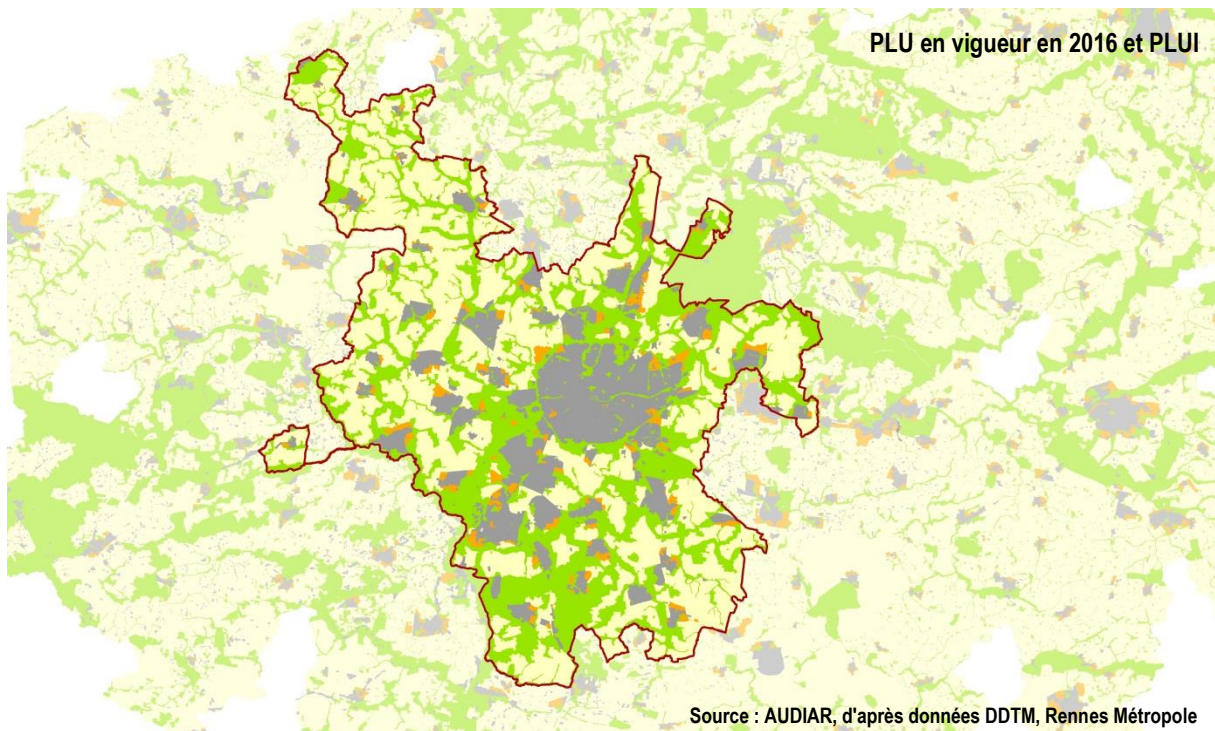 PLU en vigueur en 2016 et PLUI
Source : AUDIAR, d'après données DDTM, Rennes Métropole